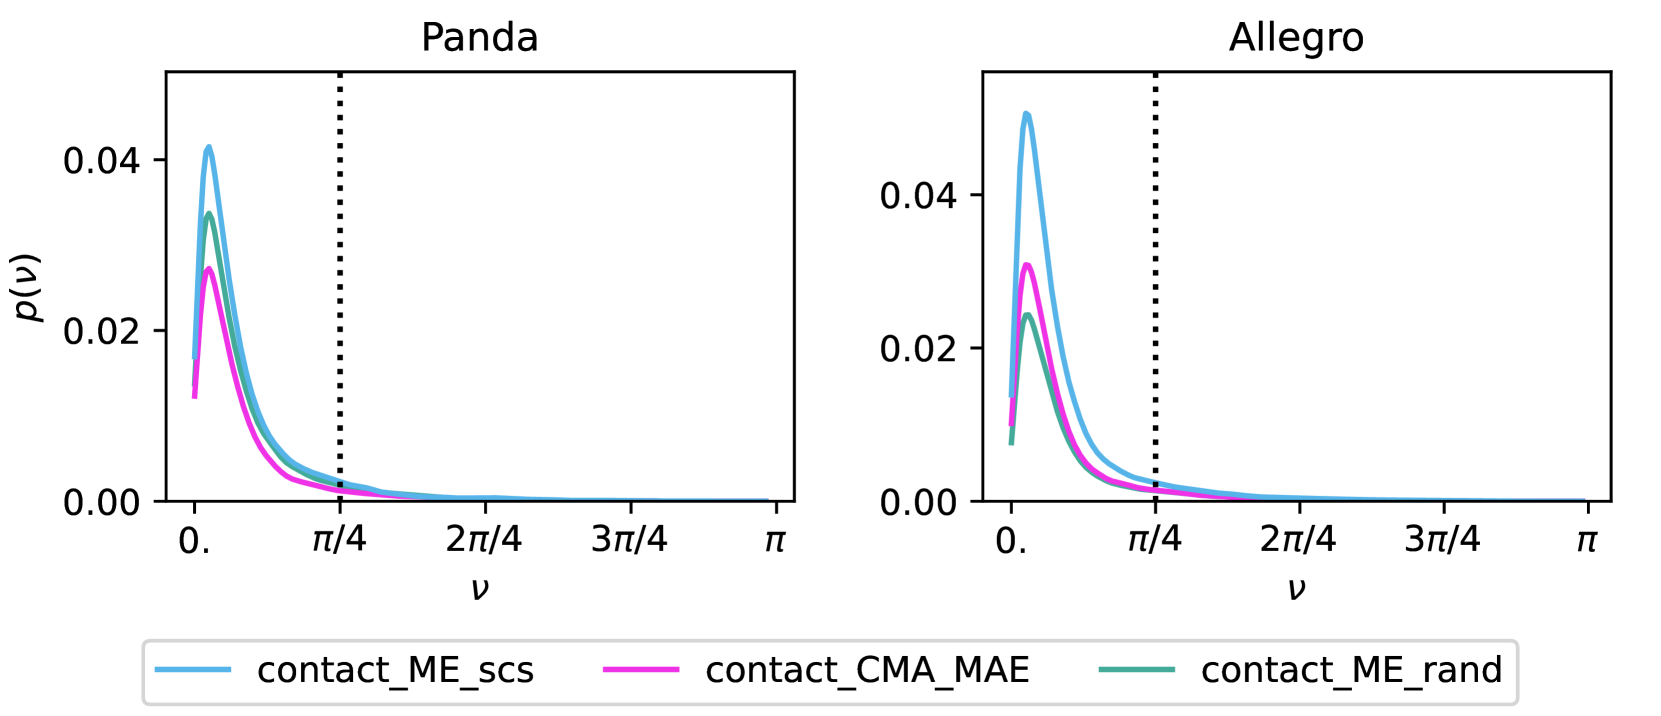 Panda
p(ν)
0.04
0.02
0.00
0.
π/4
2π/4
3π/4
π
ν
Allegro
0.04
0.02
0.00
0.
π/4
2π/4
3π/4
π
ν
contact_ME_scs
contact_CMA_MAE
contact_ME_rand